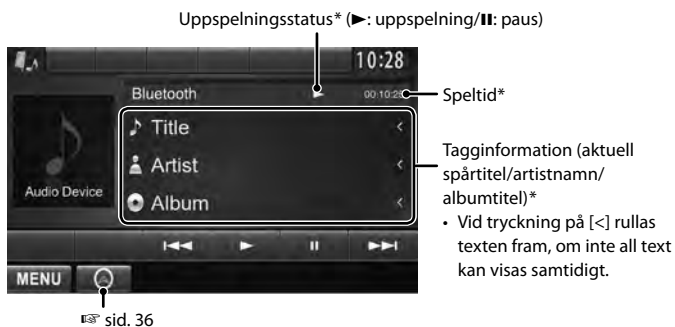 Uppspelningsstatus* (►: uppspelning/II: paus)
10:28
Bluetooth
00:10:28
Speltid*
Title <
Artist <
Album <
Audio Device
Tagginformation (aktuell
spårtitel/artistnamn/
albumtitel)*
• Vid tryckning på [<] rullas
texten fram, om inte all text
kan visas samtidigt.
MENU
☞ sid. 36